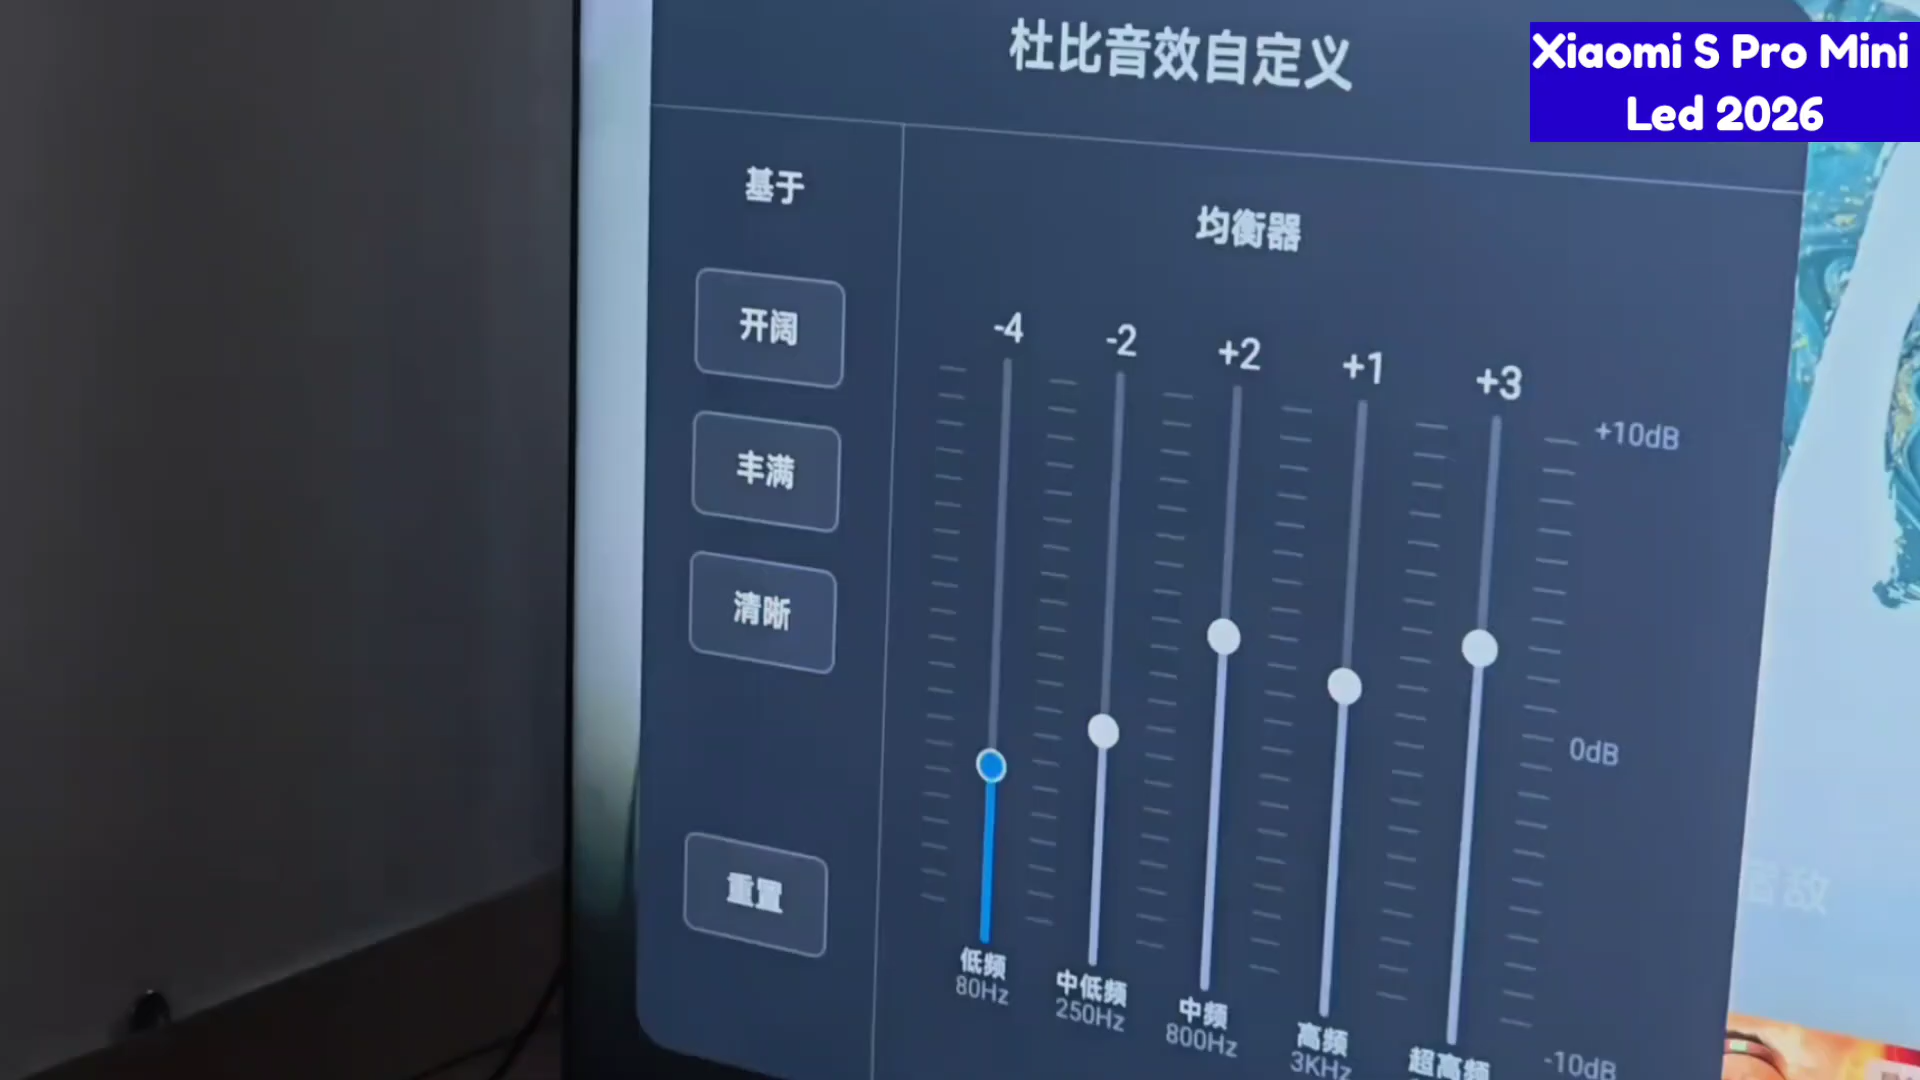 Xiaomi S Pro Mini
Led 2026
杜比音效自定义
基于
均衡器
开阔
丰满
清晰
重置
-4
-2
+2
+1
+3
+10dB
0dB
-10dB
低频
80Hz
中低频
250Hz
中频
800Hz
高频
3KHz
超高频